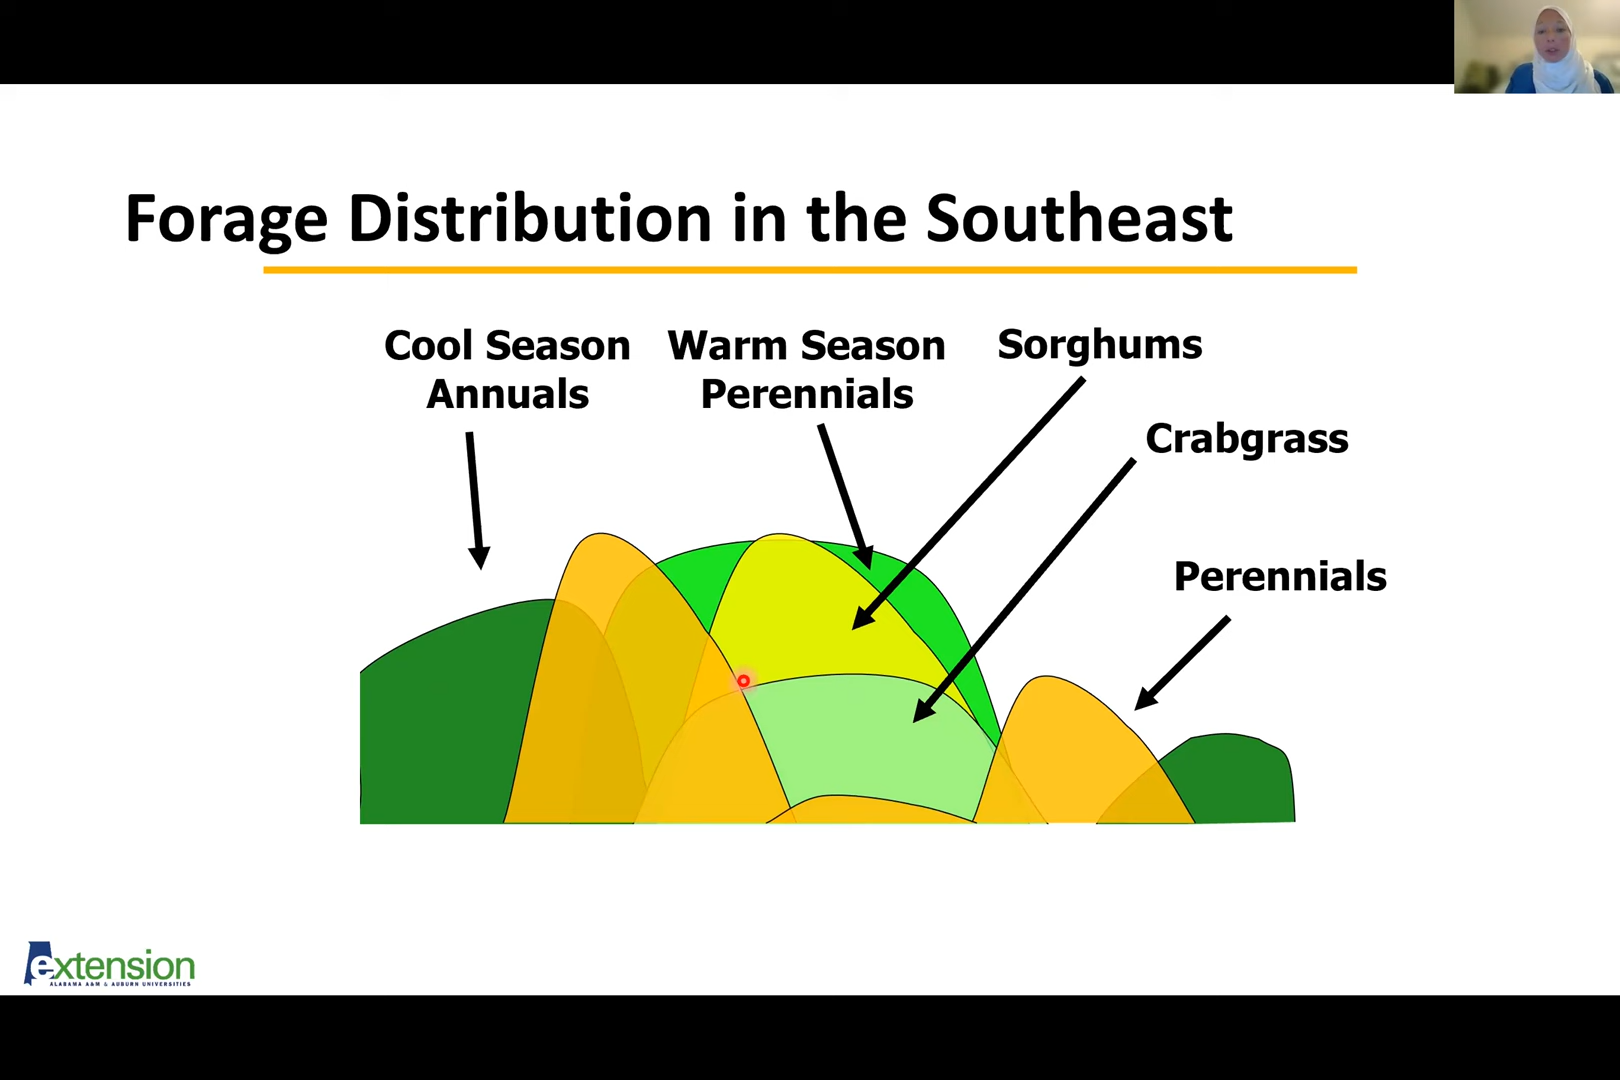 Forage Distribution in the Southeast
Cool Season
Annuals
Warm Season
Perennials
Sorghums
Crabgrass
Perennials
extension
ALABAMA A&M & AUBURN UNIVERSITIES